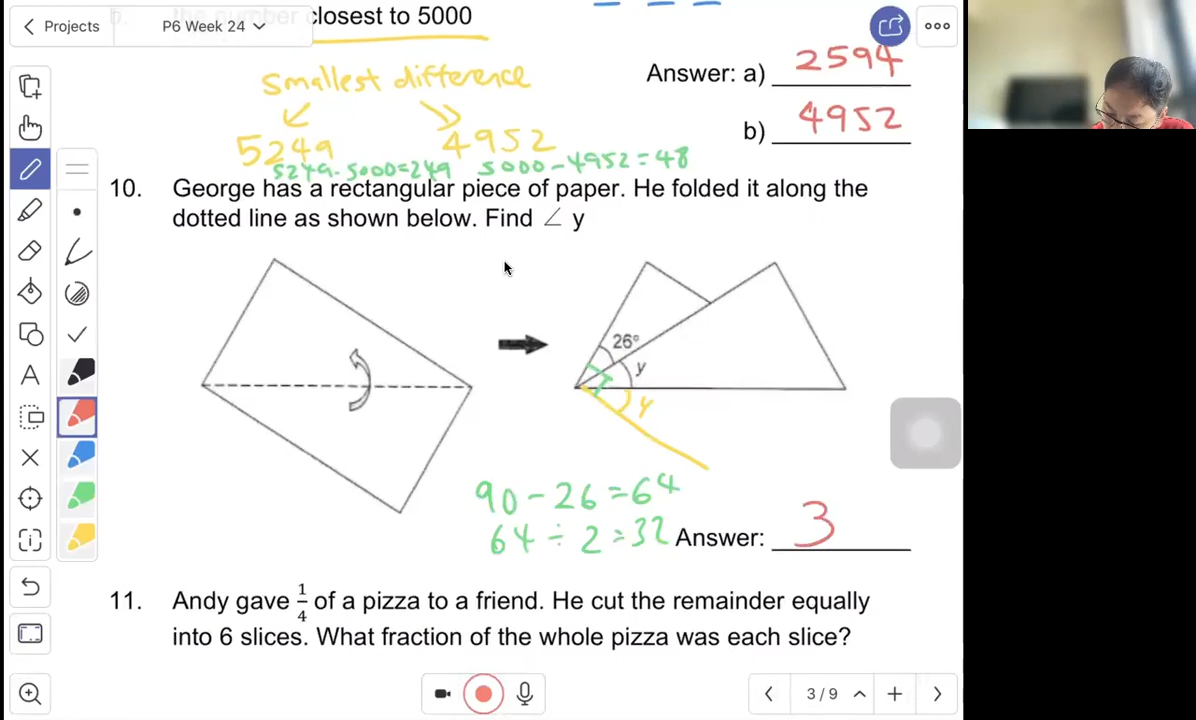 b. the number closest to 5000
Projects
P6 Week 24
Smallest difference
5249 4952
5249-5000=249 5000-4952=48
Answer: a) 2594
b) 4952
10. George has a rectangular piece of paper. He folded it along the
dotted line as shown below. Find ∠ y
26°
y
y
90-26=64
64÷2=32
Answer: 3
11. Andy gave 1/4 of a pizza to a friend. He cut the remainder equally
into 6 slices. What fraction of the whole pizza was each slice?
A
3 / 9